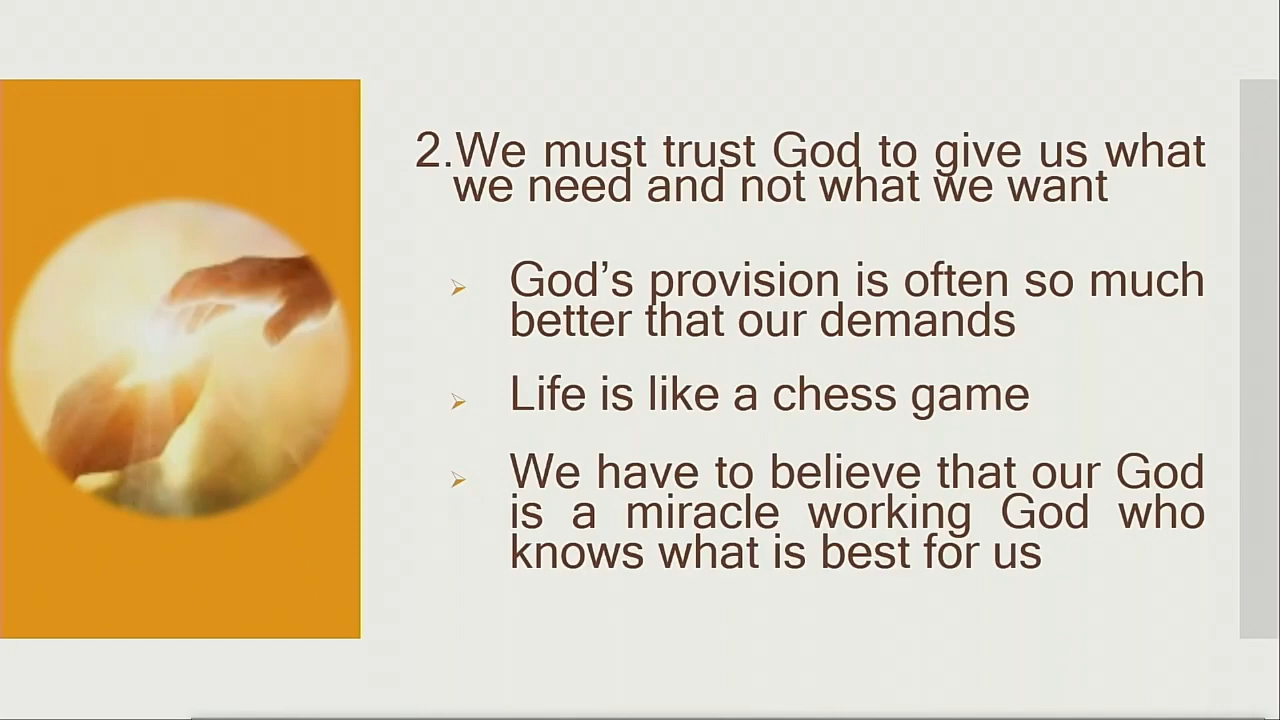 2.We must trust God to give us what
we need and not what we want
God’s provision is often so much
better that our demands
Life is like a chess game
We have to believe that our God
is a miracle working God who
knows what is best for us